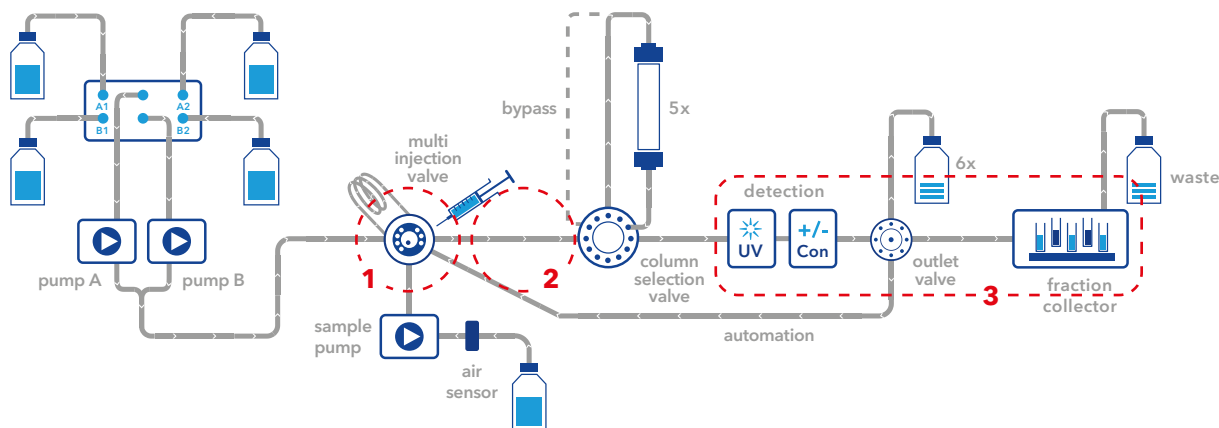 A1
A2
B1
B2
pump A
pump B
multi
injection
valve
1
2
sample
pump
air
sensor
bypass
5x
column
selection
valve
detection
UV
+/-
Con
automation
6x
outlet
valve
3
fraction
collector
waste